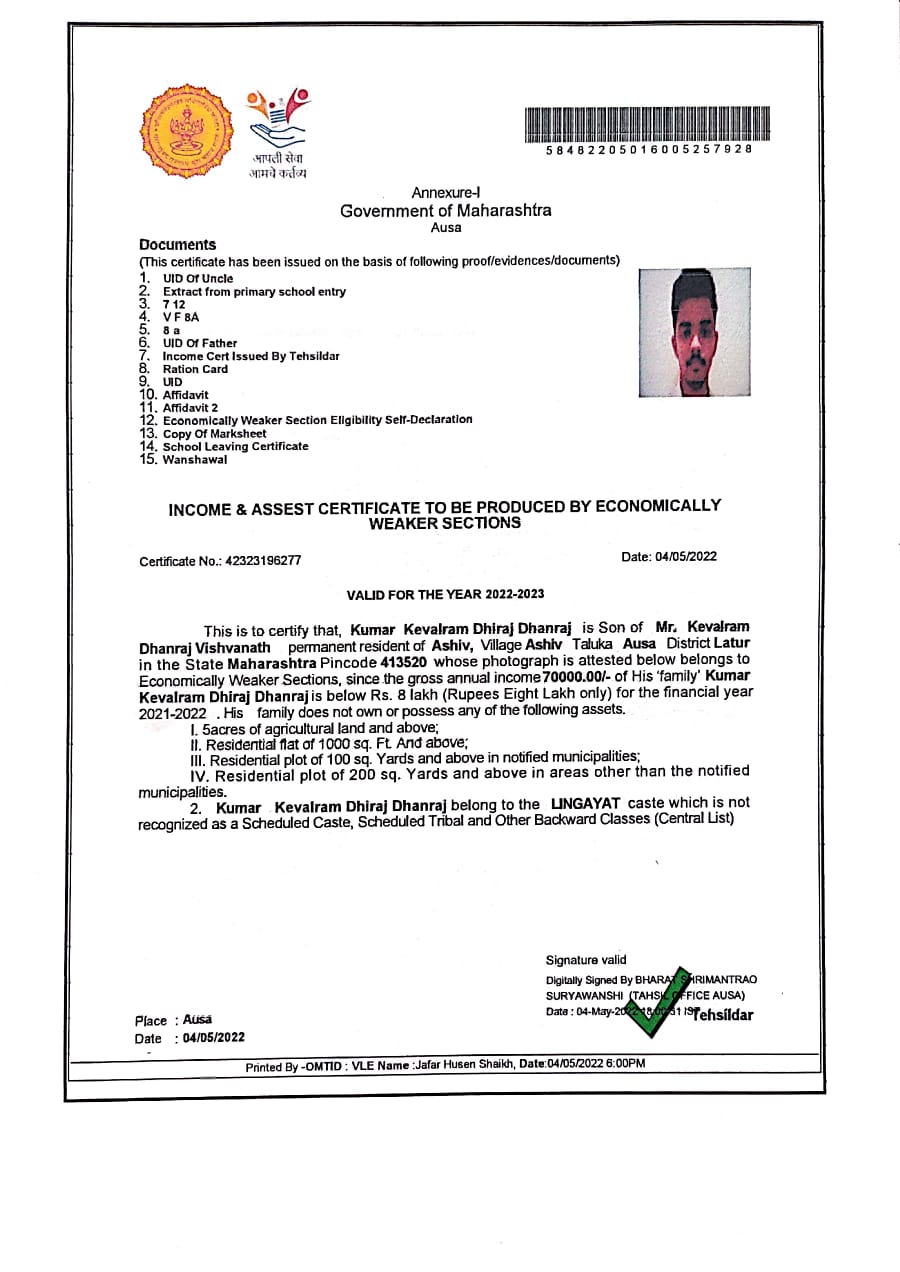 आपली सेवा
आमचे कर्तव्य
58482205016005257928
Annexure-I
Government of Maharashtra
Ausa
Documents
(This certificate has been issued on the basis of following proof/evidences/documents)
1. UID Of Uncle
2. Extract from primary school entry
3. 7 12
4. V F 8A
5. 8 a
6. UID Of Father
7. Income Cert Issued By Tehsildar
8. Ration Card
9. UID
10. Affidavit
11. Affidavit 2
12. Economically Weaker Section Eligibility Self-Declaration
13. Copy Of Marksheet
14. School Leaving Certificate
15. Wanshawal
INCOME & ASSEST CERTIFICATE TO BE PRODUCED BY ECONOMICALLY
WEAKER SECTIONS
Certificate No.: 42323196277 Date: 04/05/2022
VALID FOR THE YEAR 2022-2023
This is to certify that, Kumar Kevalram Dhiraj Dhanraj is Son of Mr. Kevalram
Dhanraj Vishvanath permanent resident of Ashiv, Village Ashiv Taluka Ausa District Latur
in the State Maharashtra Pincode 413520 whose photograph is attested below belongs to
Economically Weaker Sections, since the gross annual income 70000.00/- of His 'family' Kumar
Kevalram Dhiraj Dhanraj is below Rs. 8 lakh (Rupees Eight Lakh only) for the financial year
2021-2022 . His family does not own or possess any of the following assets.
I. 5acres of agricultural land and above;
II. Residential flat of 1000 sq. Ft. And above;
III. Residential plot of 100 sq. Yards and above in notified municipalities;
IV. Residential plot of 200 sq. Yards and above in areas other than the notified
municipalities.
2. Kumar Kevalram Dhiraj Dhanraj belong to the LINGAYAT caste which is not
recognized as a Scheduled Caste, Scheduled Tribal and Other Backward Classes (Central List)
Signature valid
Digitally Signed By BHARAT SHRIMANTRAO
SURYAWANSHI (TAHSIL OFFICE AUSA)
Date : 04-May-2022 IST
Tehsildar
Place : Ausa
Date : 04/05/2022
Printed By -OMTID : VLE Name :Jafar Husen Shaikh, Date:04/05/2022 6:00PM